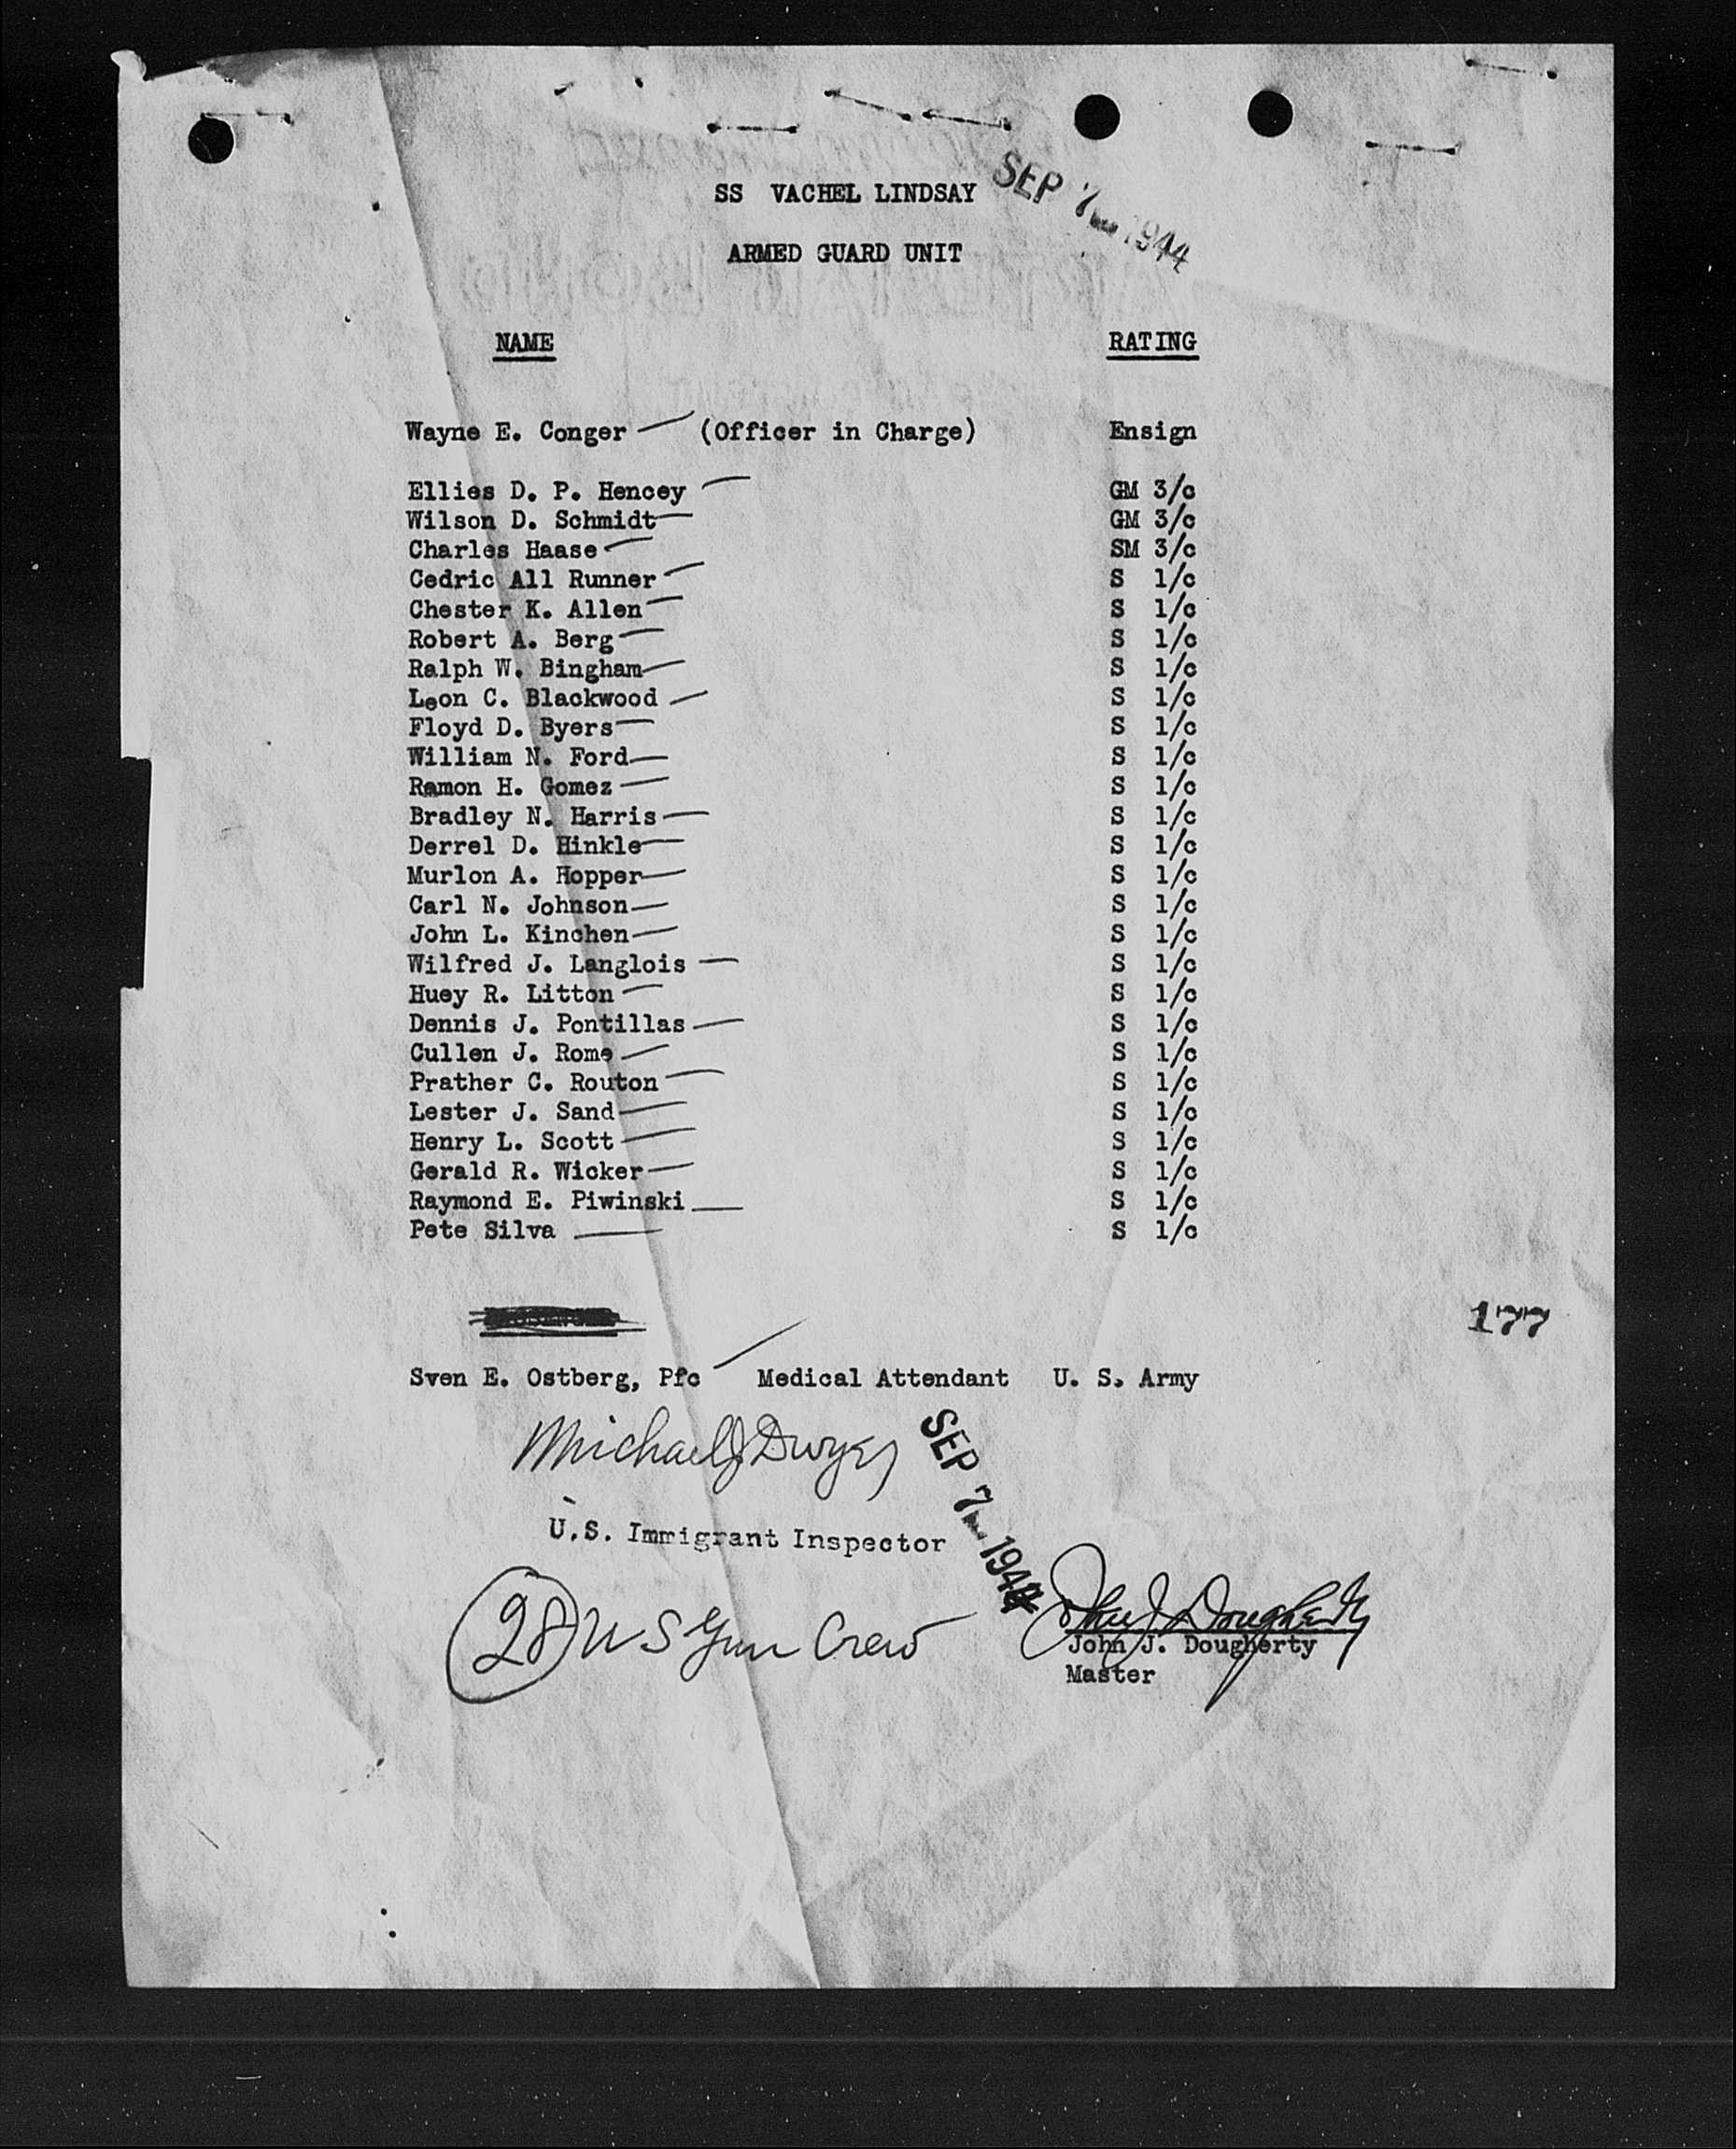 SS VACHEL LINDSAY
SEP 7 - 1944
ARMED GUARD UNIT
NAME RATING
Wayne E. Conger (Officer in Charge) Ensign
Ellies D. P. Hencey GM 3/c
Wilson D. Schmidt GM 3/c
Charles Haase SM 3/c
Cedric All Runner S 1/c
Chester K. Allen S 1/c
Robert A. Berg S 1/c
Ralph W. Bingham S 1/c
Leon C. Blackwood S 1/c
Floyd D. Byers S 1/c
William N. Ford S 1/c
Ramon H. Gomez S 1/c
Bradley N. Harris S 1/c
Derrel D. Hinkle S 1/c
Murlon A. Hopper S 1/c
Carl N. Johnson S 1/c
John L. Kinchen S 1/c
Wilfred J. Langlois S 1/c
Huey R. Litton S 1/c
Dennis J. Pontillas S 1/c
Cullen J. Rome S 1/c
Prather C. Routon S 1/c
Lester J. Sand S 1/c
Henry L. Scott S 1/c
Gerald R. Wicker S 1/c
Raymond E. Piwinski S 1/c
Pete Silva S 1/c
177
Sven E. Ostberg, Pfc Medical Attendant U. S. Army
Michael J Dwyer
SEP 7 - 1944
U.S. Immigrant Inspector
28 U S Gun Crew
John J. Dougherty
John J. Dougherty
Master